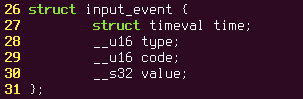 26 struct input_event {
27         struct timeval time;
28         __u16 type;
29         __u16 code;
30         __s32 value;
31 };